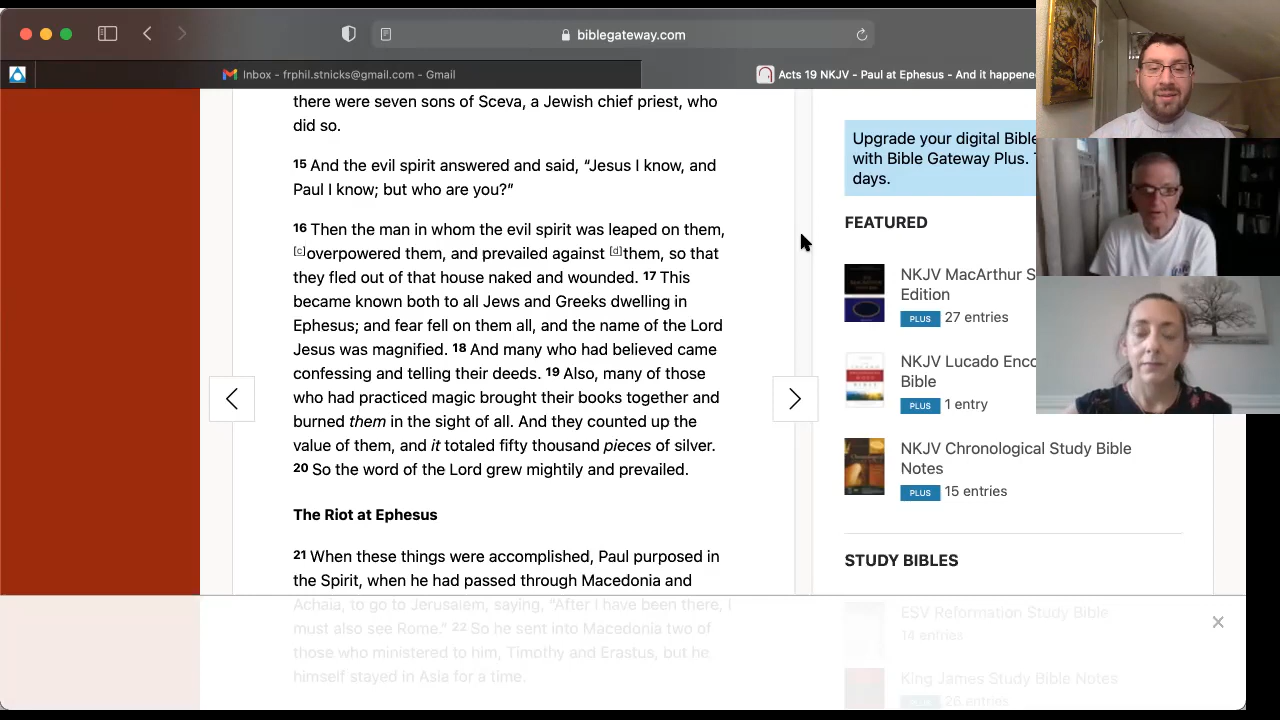 biblegateway.com
Inbox - frphil.stnicks@gmail.com - Gmail
Acts 19 NKJV - Paul at Ephesus - And it happene
there were seven sons of Sceva, a Jewish chief priest, who
did so.
15 And the evil spirit answered and said, “Jesus I know, and
Paul I know; but who are you?”
16 Then the man in whom the evil spirit was leaped on them,
[c]overpowered them, and prevailed against [d]them, so that
they fled out of that house naked and wounded. 17 This
became known both to all Jews and Greeks dwelling in
Ephesus; and fear fell on them all, and the name of the Lord
Jesus was magnified. 18 And many who had believed came
confessing and telling their deeds. 19 Also, many of those
who had practiced magic brought their books together and
burned them in the sight of all. And they counted up the
value of them, and it totaled fifty thousand pieces of silver.
20 So the word of the Lord grew mightily and prevailed.
The Riot at Ephesus
21 When these things were accomplished, Paul purposed in
the Spirit, when he had passed through Macedonia and
Achaia, to go to Jerusalem, saying, “After I have been there, I
must also see Rome.” 22 So he sent into Macedonia two of
those who ministered to him, Timothy and Erastus, but he
himself stayed in Asia for a time.
Upgrade your digital Bible
with Bible Gateway Plus.
days.
FEATURED
NKJV MacArthur S
Edition
PLUS 27 entries
NKJV Lucado Enco
Bible
PLUS 1 entry
NKJV Chronological Study Bible
Notes
PLUS 15 entries
STUDY BIBLES
ESV Reformation Study Bible
14 entries
King James Study Bible Notes
PLUS 26 entries